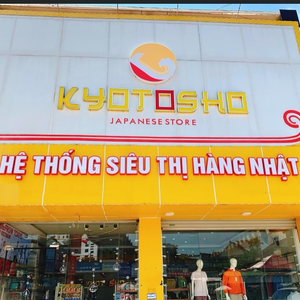 KYOTOSHO
JAPANESE STORE
HỆ THỐNG SIÊU THỊ HÀNG NHẬT